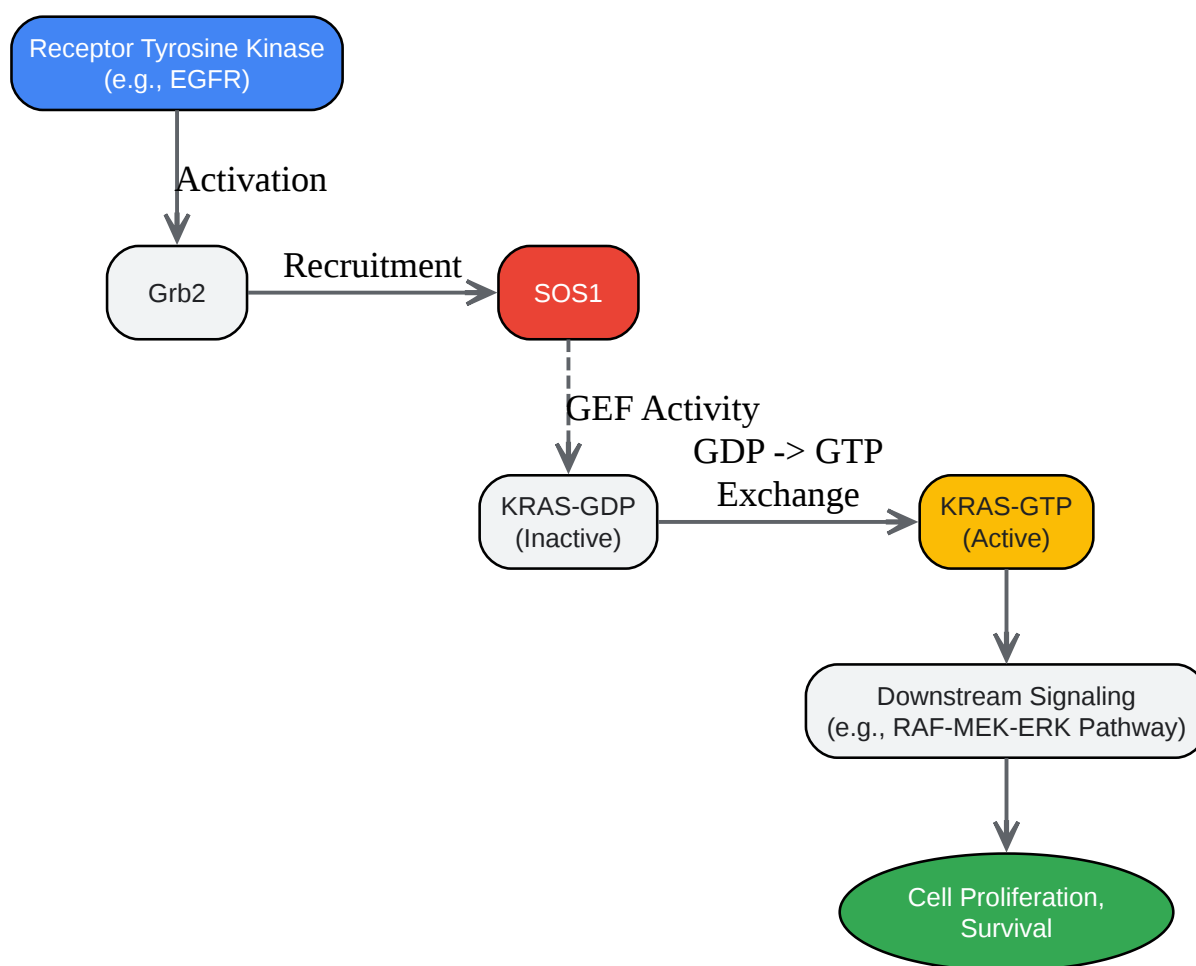 Receptor Tyrosine Kinase
(e.g., EGFR)
Activation
Grb2
Recruitment
SOS1
GEF Activity
GDP -> GTP
Exchange
KRAS-GDP
(Inactive)
KRAS-GTP
(Active)
Downstream Signaling
(e.g., RAF-MEK-ERK Pathway)
Cell Proliferation,
Survival